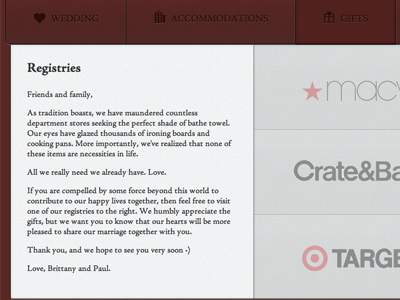 WEDDING
ACCOMMODATIONS
GIFTS
Registries
Friends and family,
As tradition boasts, we have maundered countless
department stores seeking the perfect shade of bathe towel.
Our eyes have glazed thousands of ironing boards and
cooking pans. More importantly, we've realized that none of
these items are necessities in life.
All we really need we already have. Love.
If you are compelled by some force beyond this world to
contribute to our happy lives together, then feel free to visit
one of our registries to the right. We humbly appreciate the
gifts, but we want you to know that our hearts will be more
pleased to share our marriage together with you.
Thank you, and we hope to see you very soon :)
Love, Brittany and Paul.
macy
Crate&Ba
TARGE